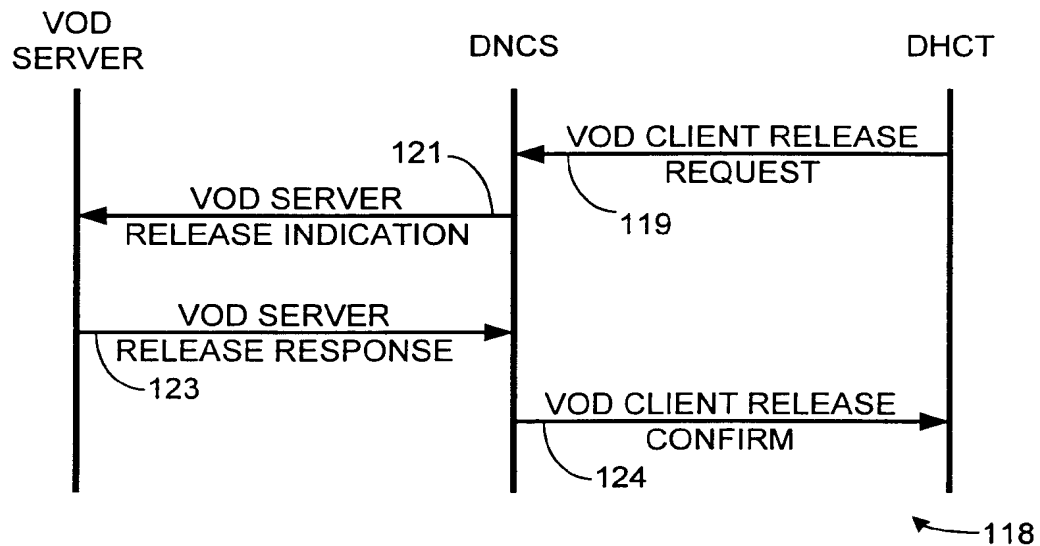 VOD
SERVER
DNCS
DHCT
VOD CLIENT RELEASE
REQUEST
119
121
VOD SERVER
RELEASE INDICATION
VOD SERVER
RELEASE RESPONSE
123
VOD CLIENT RELEASE
CONFIRM
124
118